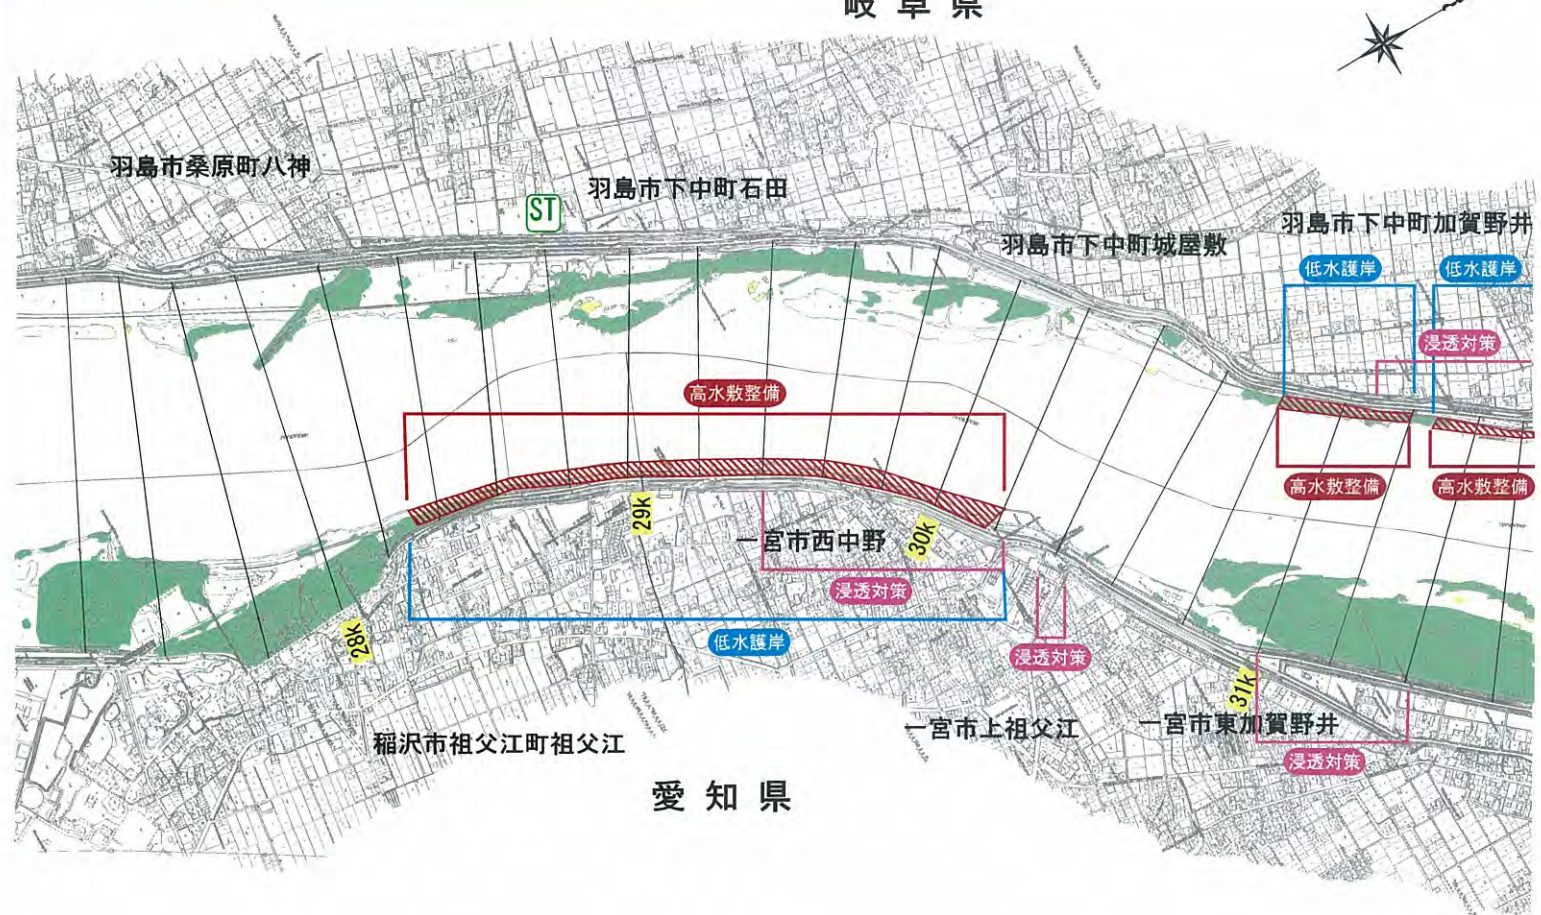 岐阜県
羽島市桑原町八神
ST
羽島市下中町石田
羽島市下中町城屋敷
羽島市下中町加賀野井
低水護岸
低水護岸
浸透対策
高水敷整備
高水敷整備
高水敷整備
29k
一宮市西中野
30k
浸透対策
28k
低水護岸
浸透対策
31k
稲沢市祖父江町祖父江
一宮市上祖父江
一宮市東加賀野井
浸透対策
愛知県